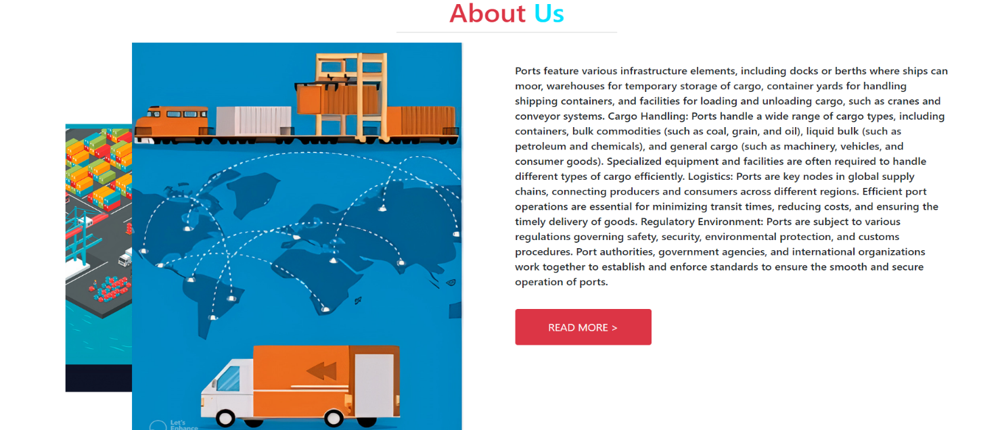 About Us
Ports feature various infrastructure elements, including docks or berths where ships can
moor, warehouses for temporary storage of cargo, container yards for handling
shipping containers, and facilities for loading and unloading cargo, such as cranes and
conveyor systems. Cargo Handling: Ports handle a wide range of cargo types, including
containers, bulk commodities (such as coal, grain, and oil), liquid bulk (such as
petroleum and chemicals), and general cargo (such as machinery, vehicles, and
consumer goods). Specialized equipment and facilities are often required to handle
different types of cargo efficiently. Logistics: Ports are key nodes in global supply
chains, connecting producers and consumers across different regions. Efficient port
operations are essential for minimizing transit times, reducing costs, and ensuring the
timely delivery of goods. Regulatory Environment: Ports are subject to various
regulations governing safety, security, environmental protection, and customs
procedures. Port authorities, government agencies, and international organizations
work together to establish and enforce standards to ensure the smooth and secure
operation of ports.
READ MORE >
Let's
Enhance